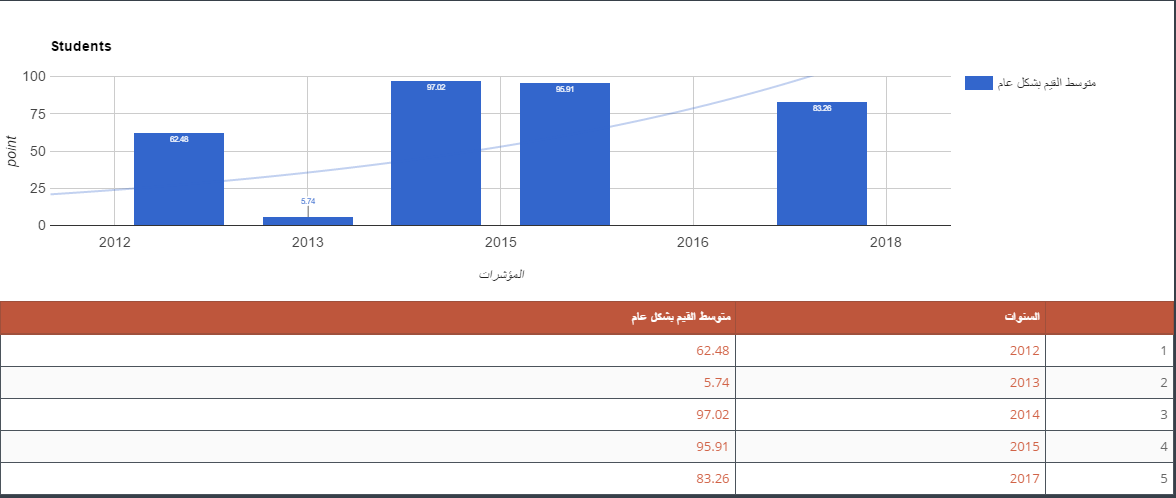 Students
متوسط القيم بشكل عام
100
75
50
25
0
point
62.48
5.74
97.02
95.91
83.26
2012 2013 2015 2016 2018
المؤشرات
السنوات متوسط القيم بشكل عام
1 2012 62.48
2 2013 5.74
3 2014 97.02
4 2015 95.91
5 2017 83.26